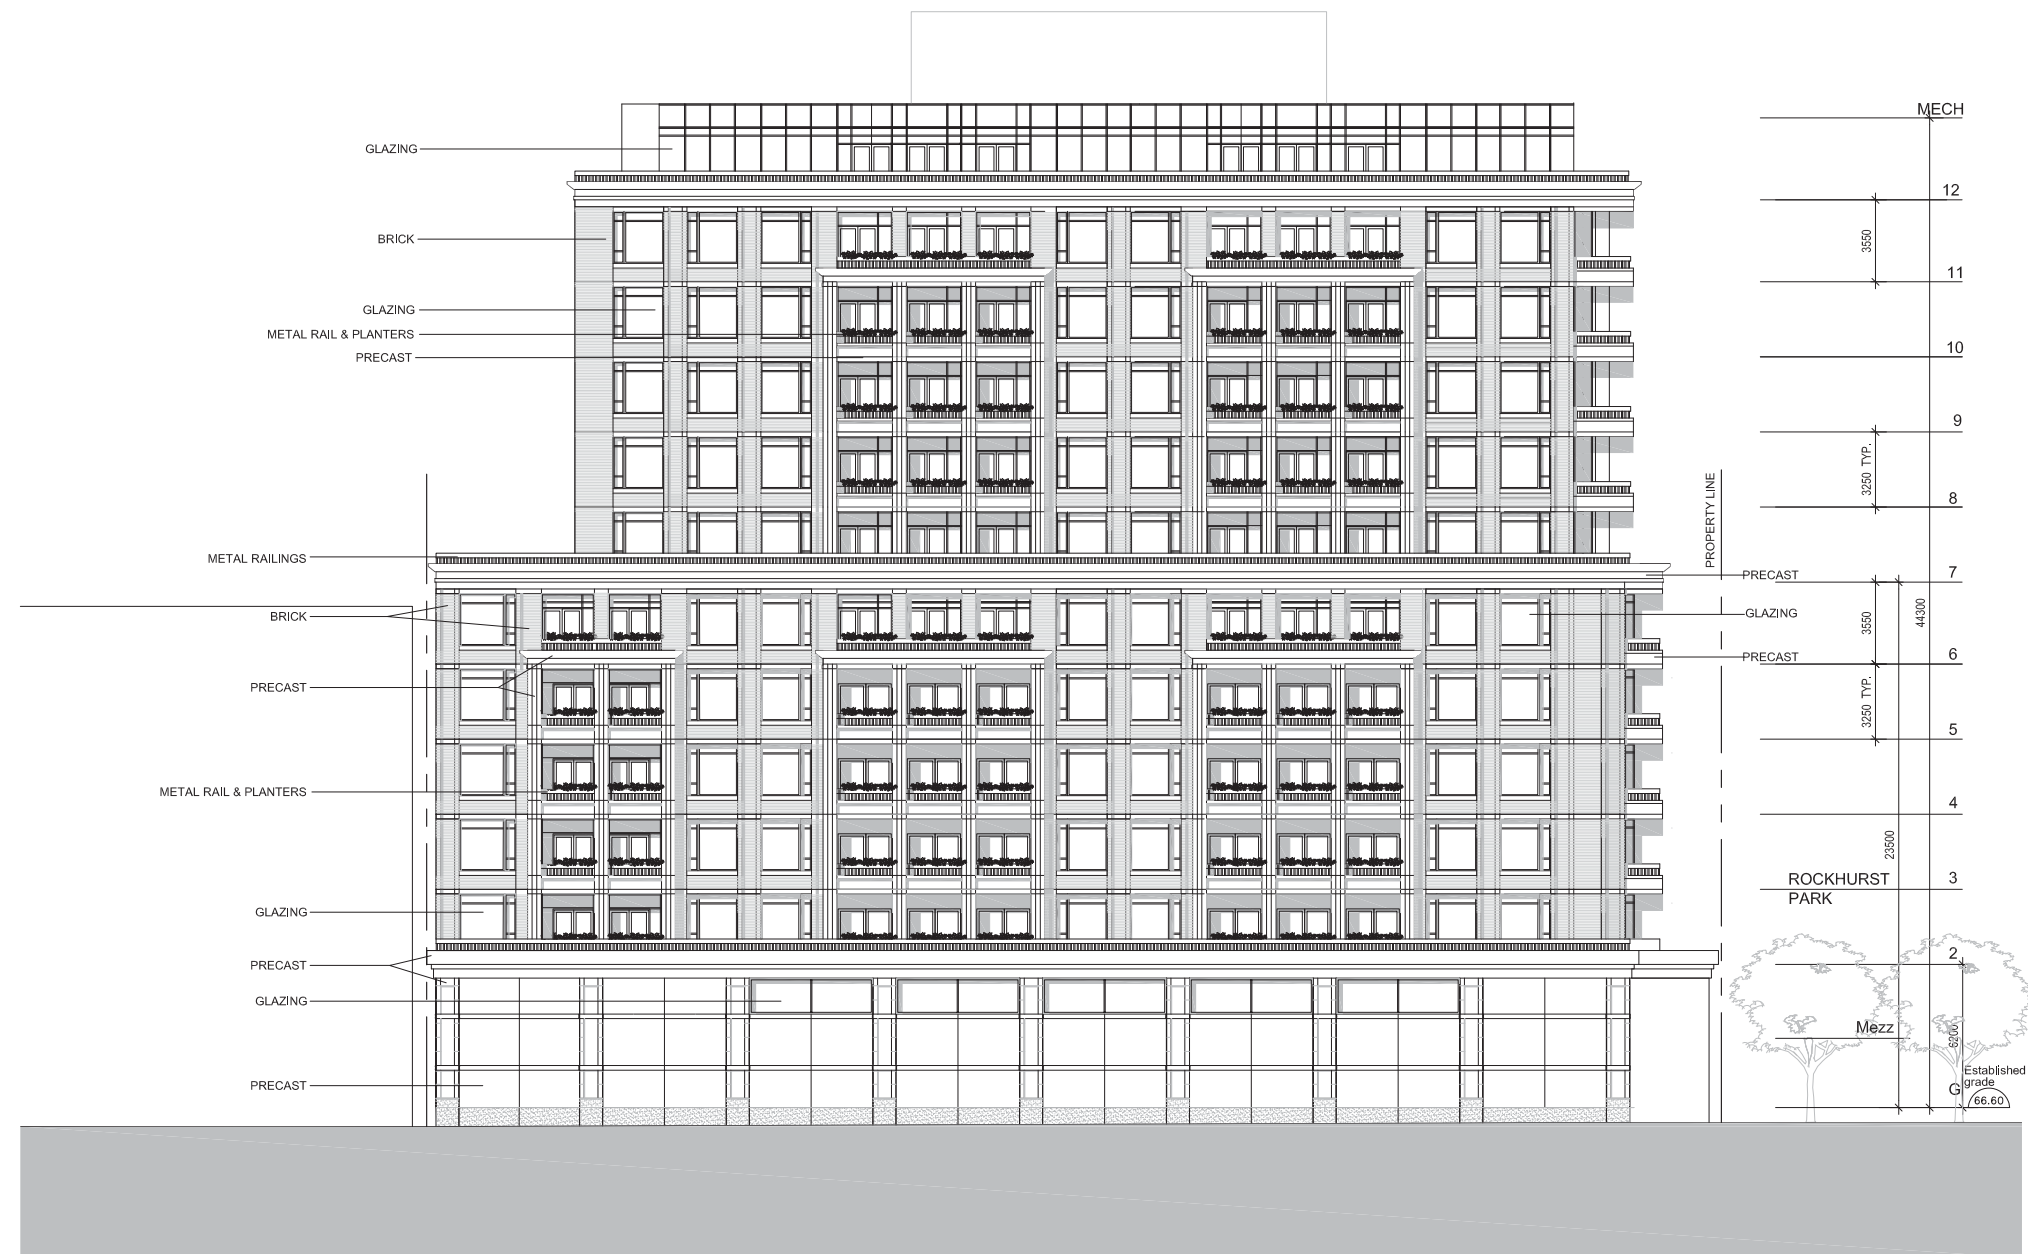 MECH
GLAZING
12
BRICK
3550
11
GLAZING
METAL RAIL & PLANTERS
PRECAST
10
9
3250 TYP.
8
PROPERTY LINE
METAL RAILINGS
7
PRECAST
BRICK
GLAZING
3550
44300
6
PRECAST
PRECAST
3250 TYP.
5
METAL RAIL & PLANTERS
4
23500
ROCKHURST
PARK
3
GLAZING
2
PRECAST
GLAZING
Mezz
6200
PRECAST
Established
grade
G
66.60